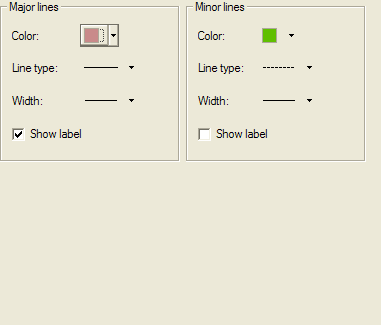 Major lines
Color:
Line type:
Width:
Show label
Minor lines
Color:
Line type:
Width:
Show label